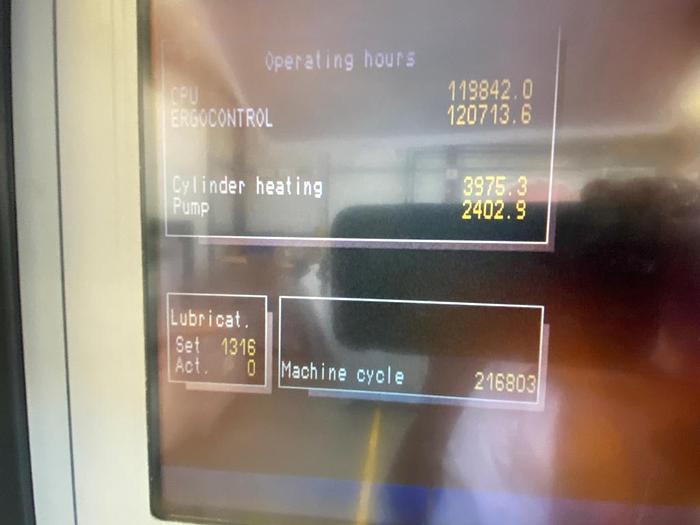 Operating hours
CPU 119842.0
ERGOCONTROL 120713.6
Cylinder heating 3975.3
Pump 2402.9
Lubricat.
Set 1316
Act. 0
Machine cycle 216803